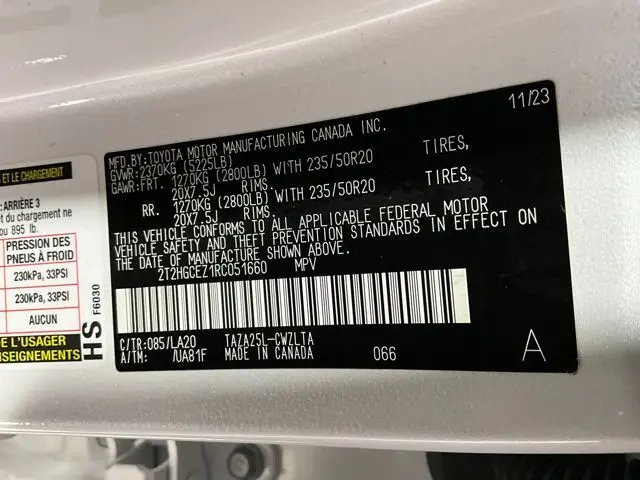 11/23
MFD.BY:TOYOTA MOTOR MANUFACTURING CANADA INC.
GVWR:2370KG (5225LB)
GAWR:FRT. 1270KG (2800LB) WITH 235/50R20 TIRES,
20X7.5J RIMS.
RR. 1270KG (2800LB) WITH 235/50R20 TIRES,
20X7.5J RIMS.
THIS VEHICLE CONFORMS TO ALL APPLICABLE FEDERAL MOTOR
VEHICLE SAFETY AND THEFT PREVENTION STANDARDS IN EFFECT ON
THE DATE OF MANUFACTURE SHOWN ABOVE.
2T2HGCEZ1RC051660 MPV
C/TR:085/LA20 TAZA25L-CWZLTA
A/TM: /UA81F MADE IN CANADA 066 A
ET LE CHARGEMENT
ARRIÈRE 3
et du chargement ne
ou 895 lb.
PRESSION DES
PNEUS À FROID
230kPa, 33PSI
230kPa, 33PSI
AUCUN
L'USAGER
ENSEIGNEMENTS
HS F6030